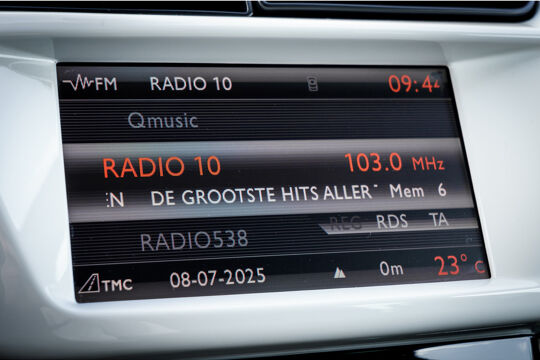 FM RADIO 10 09:44
Qmusic
RADIO 10 103.0 MHz
:N DE GROOTSTE HITS ALLER Mem 6
REG RDS TA
RADIO538
TMC 08-07-2025 0m 23° C